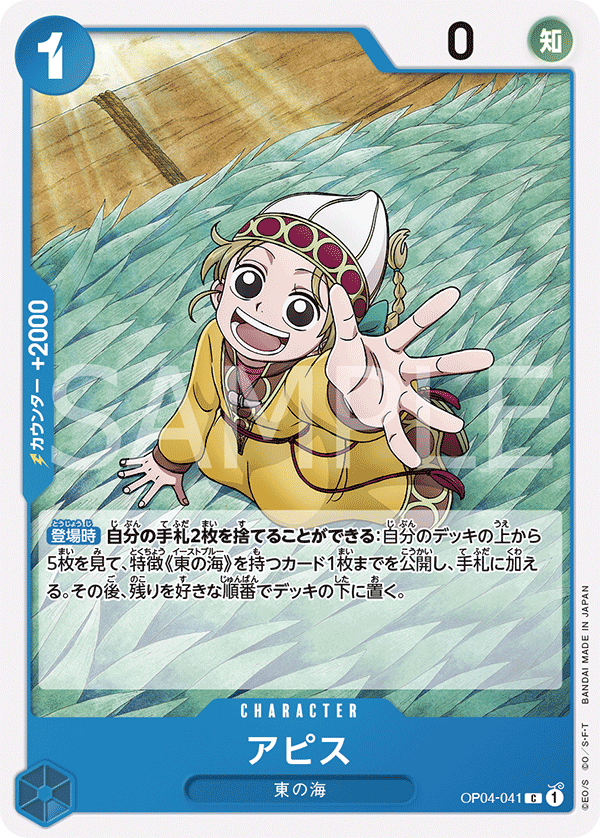 1
0
知
カウンター +2000
SAMPLE
登場時 自分の手札2枚を捨てることができる:自分のデッキの上から
5枚を見て、特徴《東の海》を持つカード1枚までを公開し、手札に加え
る。その後、残りを好きな順番でデッキの下に置く。
CHARACTER
アピス
東の海
OP04-041 C 1
©EO/S ©O/S・F・T BANDAI MADE IN JAPAN